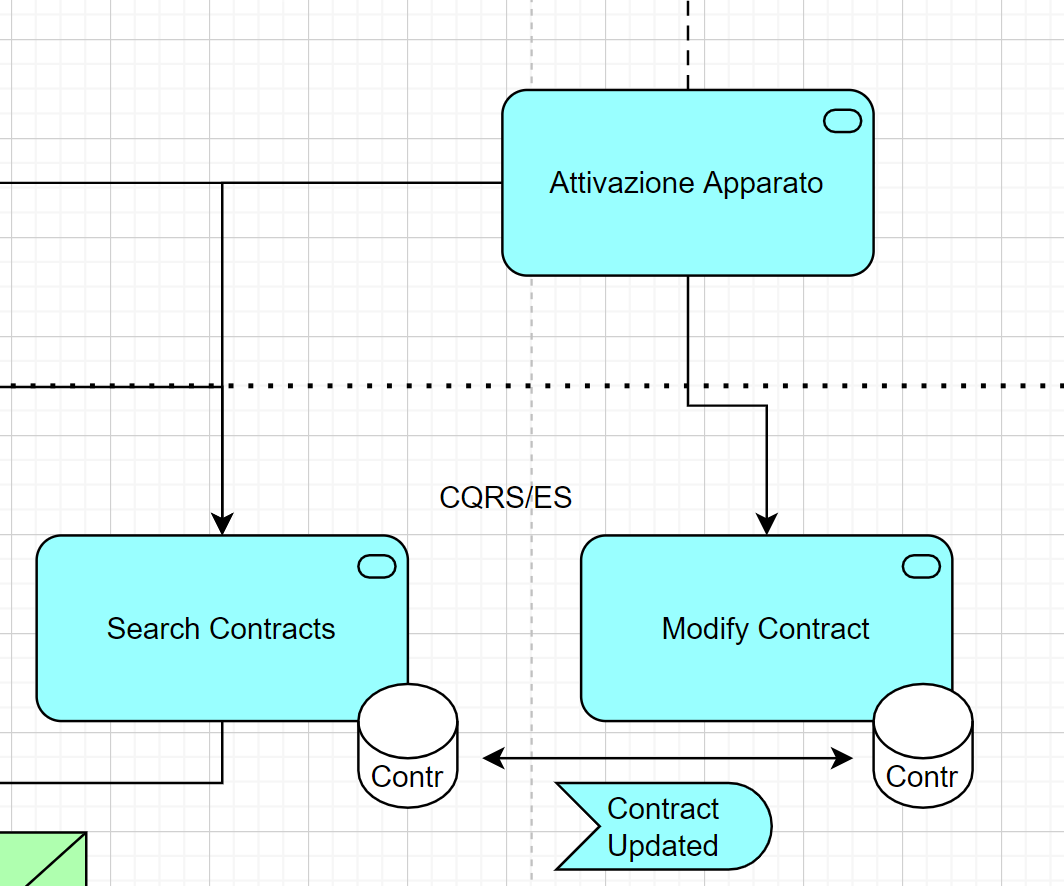 Attivazione Apparato
CQRS/ES
Search Contracts
Modify Contract
Contr
Contr
Contract
Updated